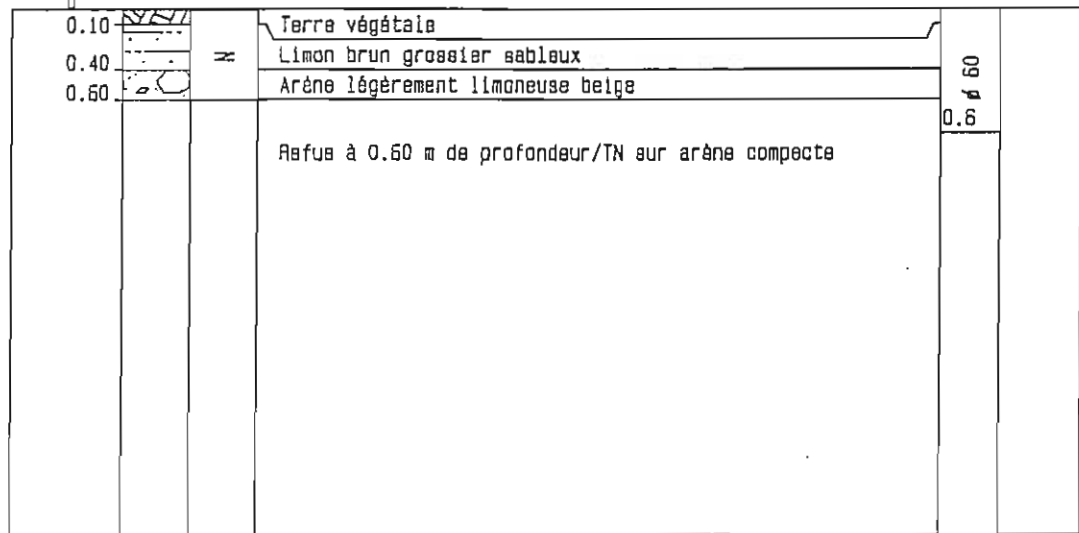 0.10
Terre végétale
0.40
N
Limon brun grossier sableux
0.60
Arène légèrement limoneuse beige
ø 60
0.6
Refus à 0.60 m de profondeur/TN sur arène compacte